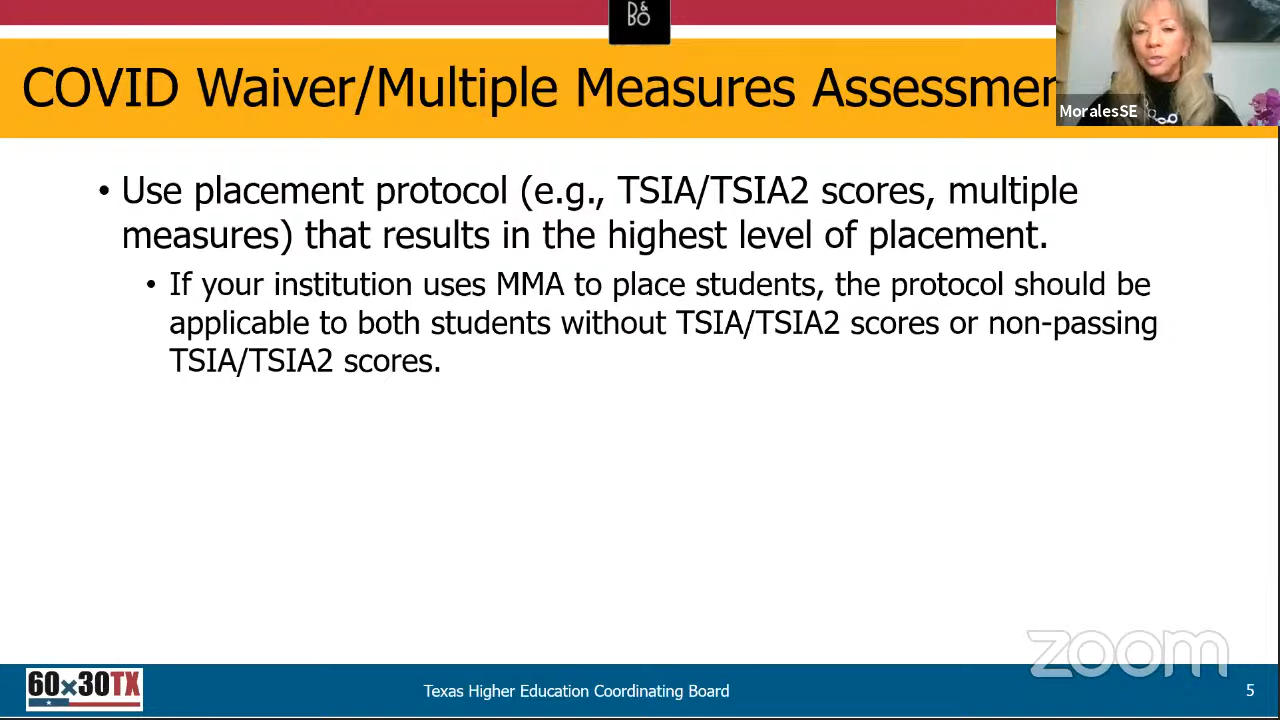 B&O
COVID Waiver/Multiple Measures Assessmen
MoralesSE
• Use placement protocol (e.g., TSIA/TSIA2 scores, multiple
measures) that results in the highest level of placement.
• If your institution uses MMA to place students, the protocol should be
applicable to both students without TSIA/TSIA2 scores or non-passing
TSIA/TSIA2 scores.
zoom
60x30TX
Texas Higher Education Coordinating Board
5